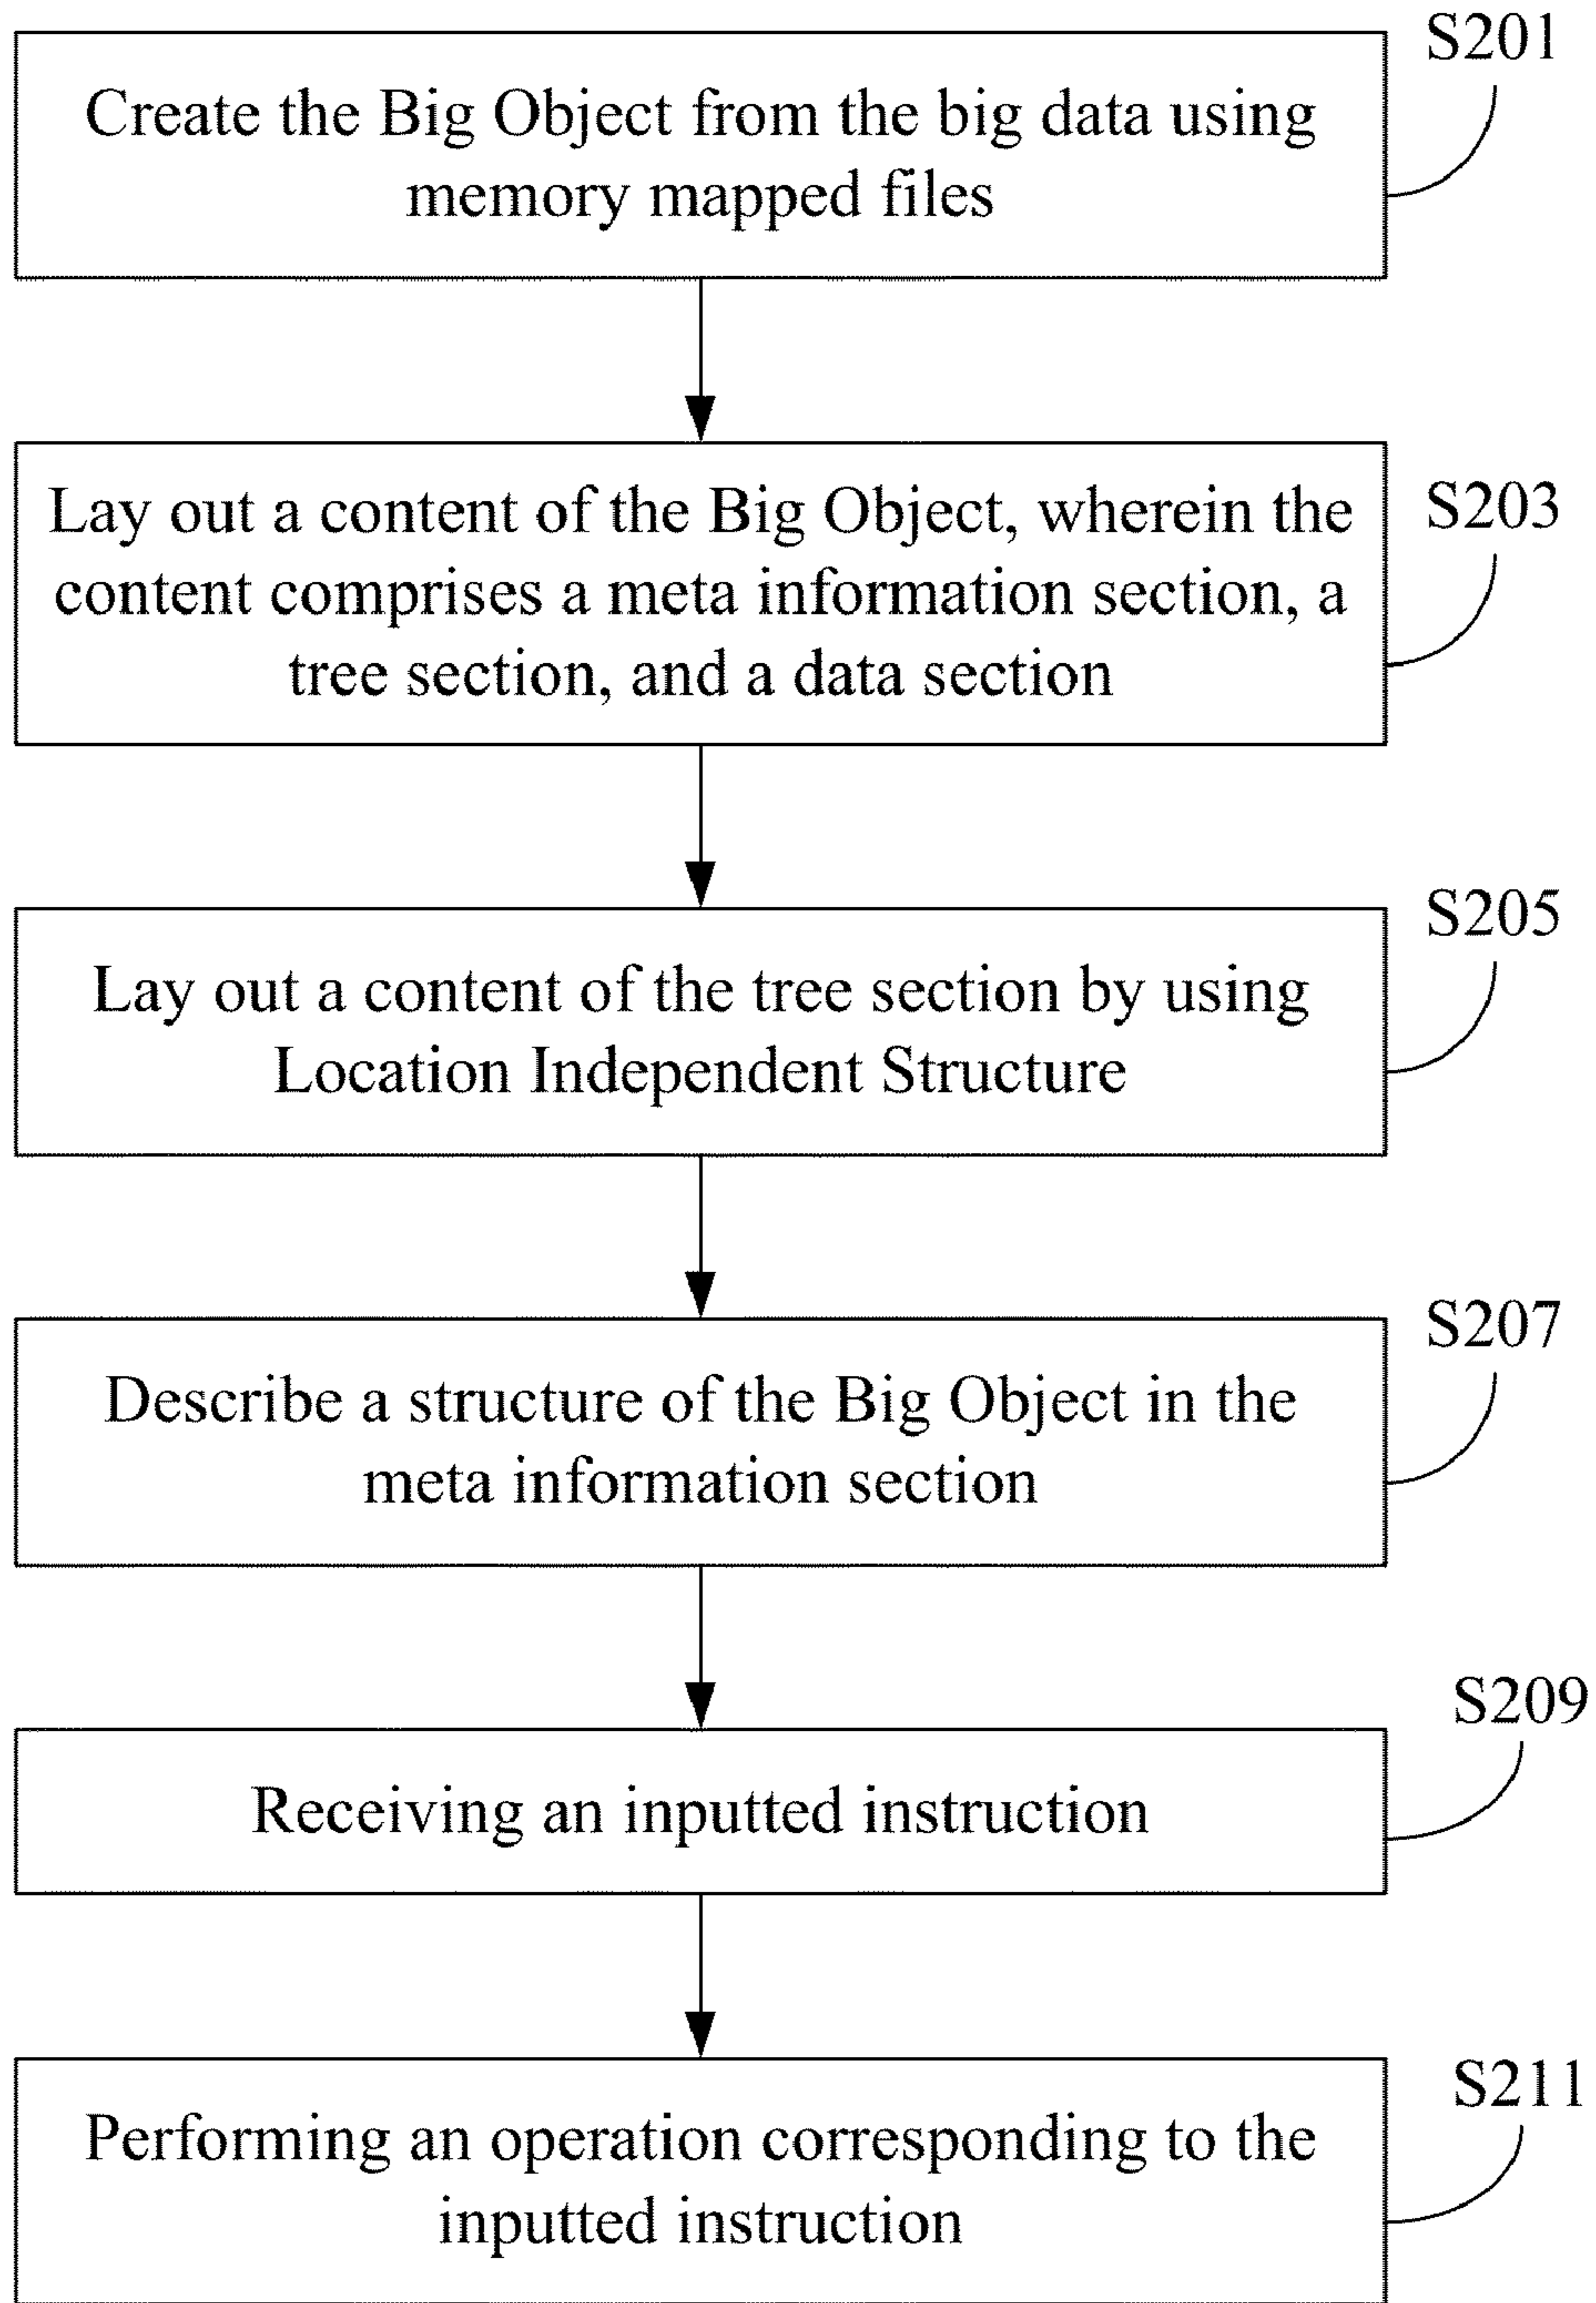 S201
Create the Big Object from the big data using
memory mapped files
S203
Lay out a content of the Big Object, wherein the
content comprises a meta information section, a
tree section, and a data section
S205
Lay out a content of the tree section by using
Location Independent Structure
S207
Describe a structure of the Big Object in the
meta information section
S209
Receiving an inputted instruction
S211
Performing an operation corresponding to the
inputted instruction